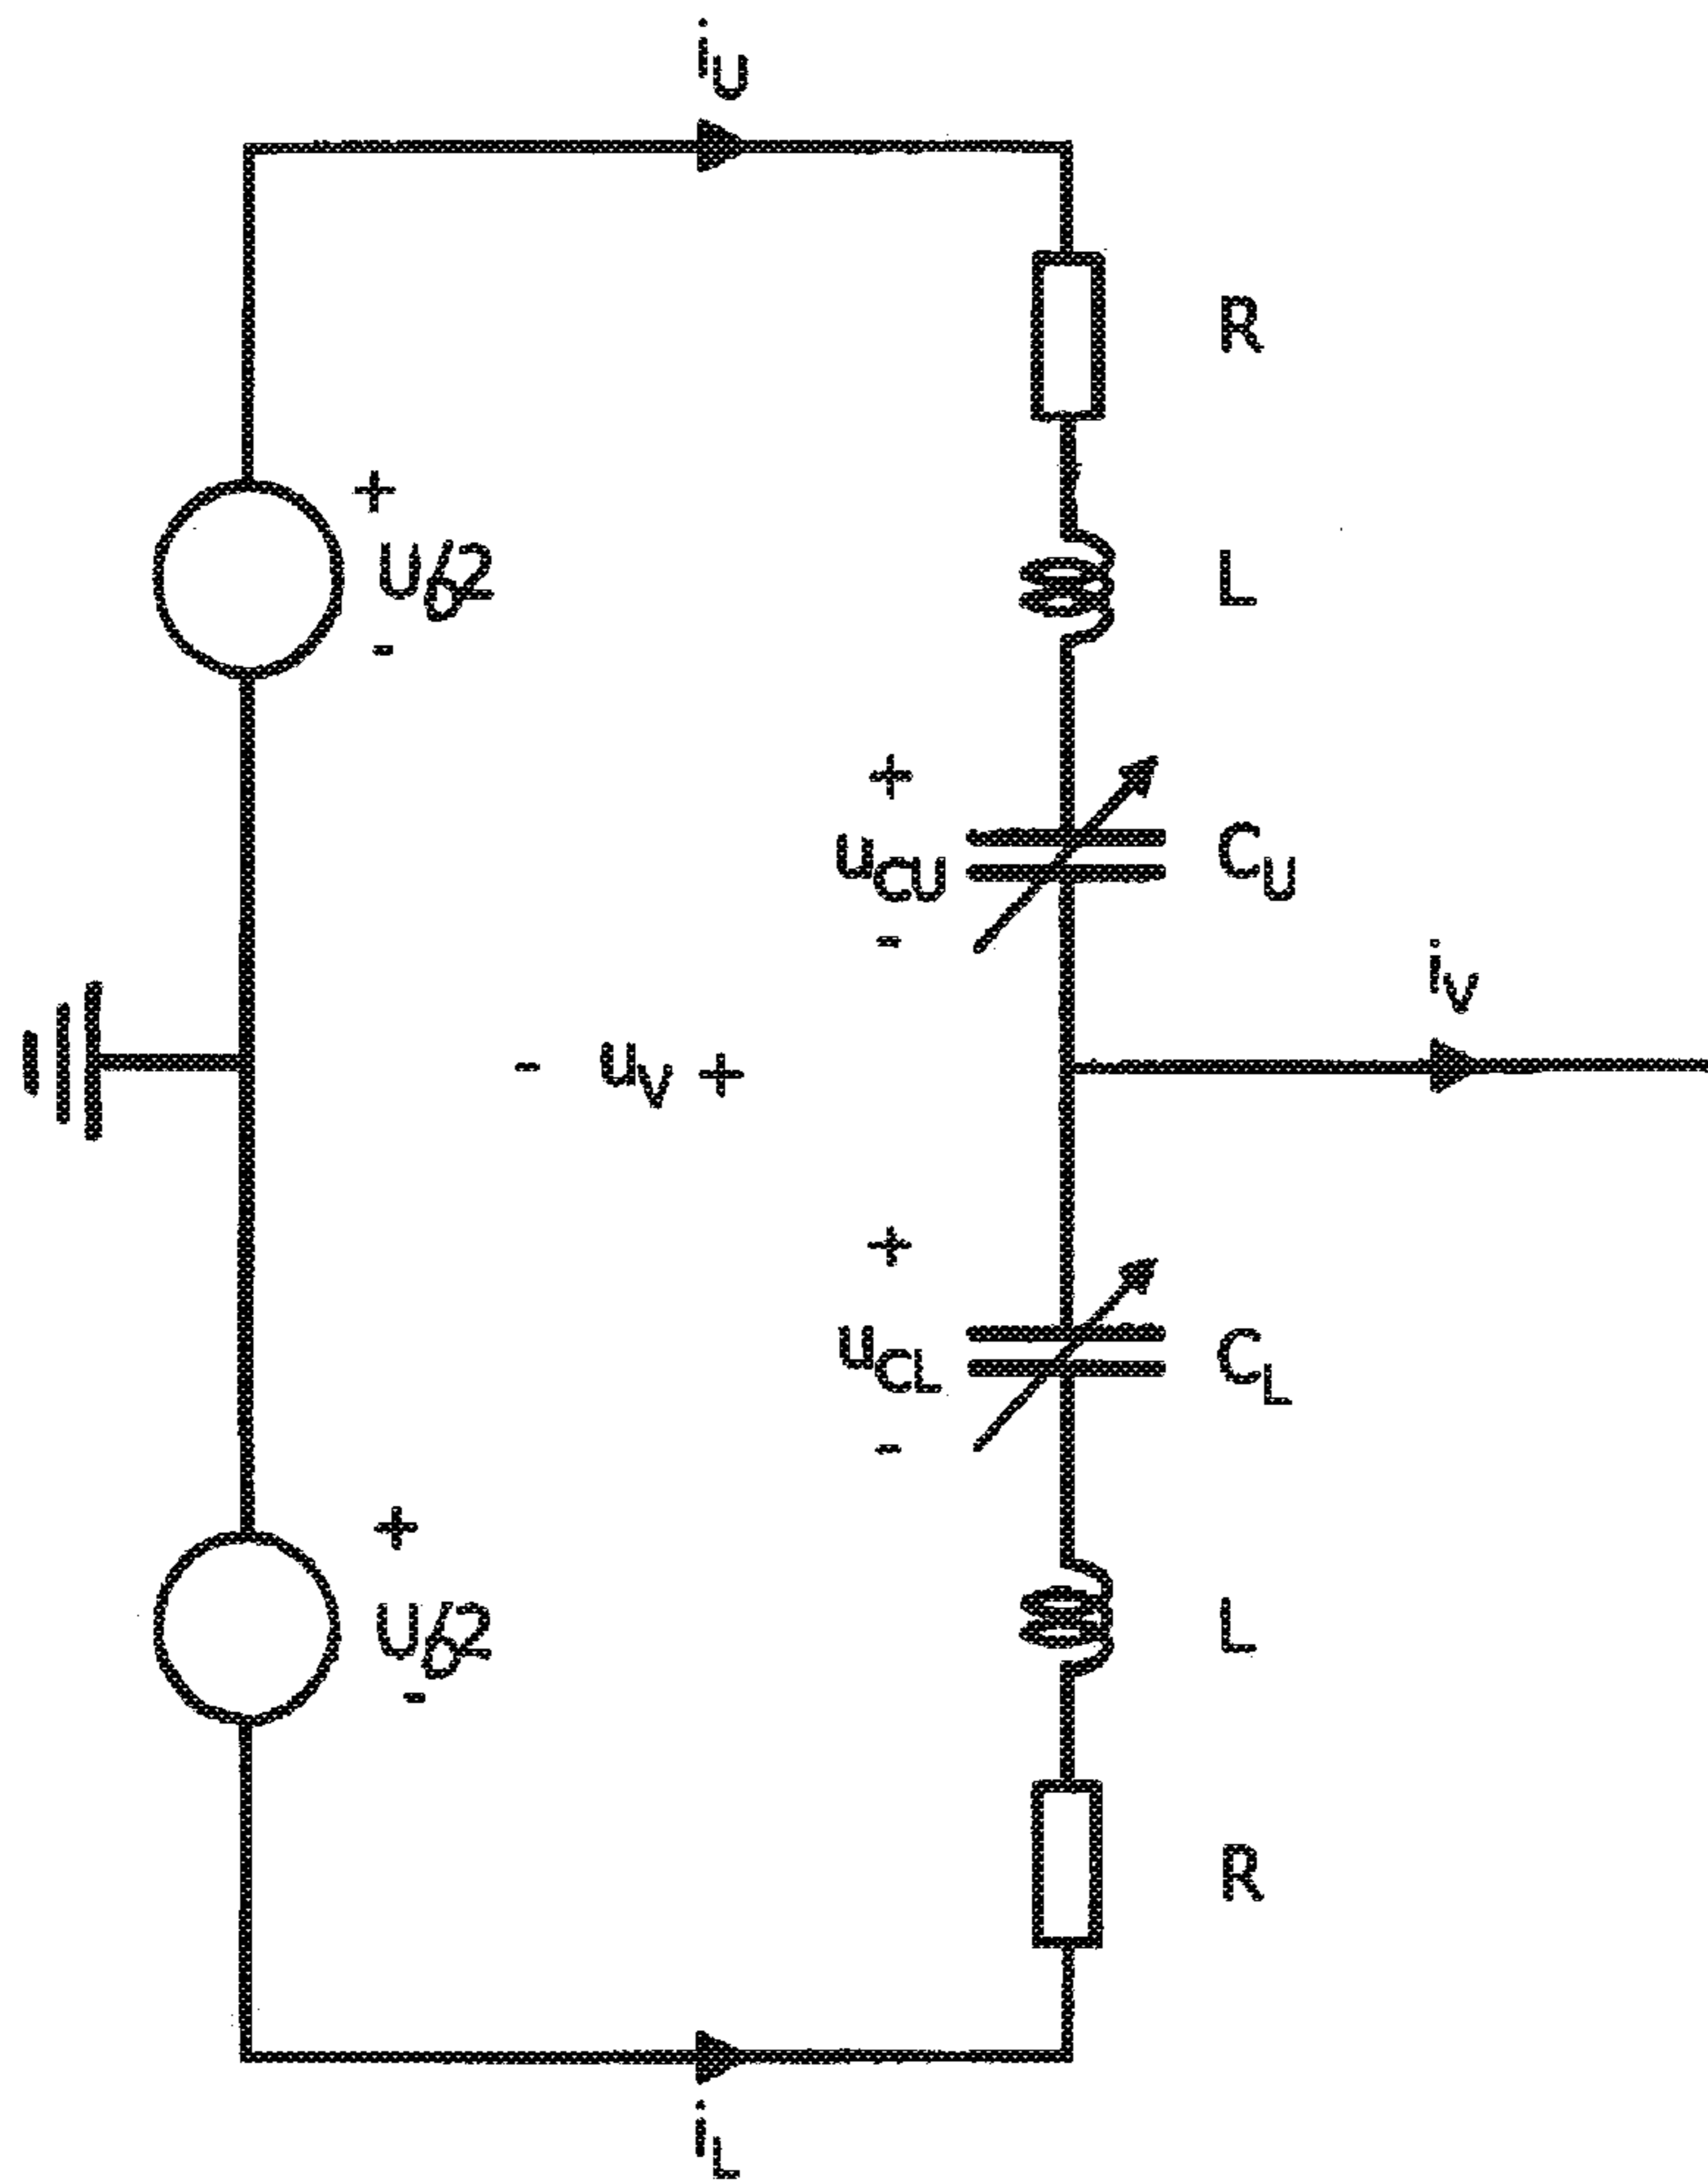 iU
R
+
U
2
-
L
+
uCU
-
CU
iV
- uV +
+
uCL
-
CL
+
U
2
-
L
R
iL